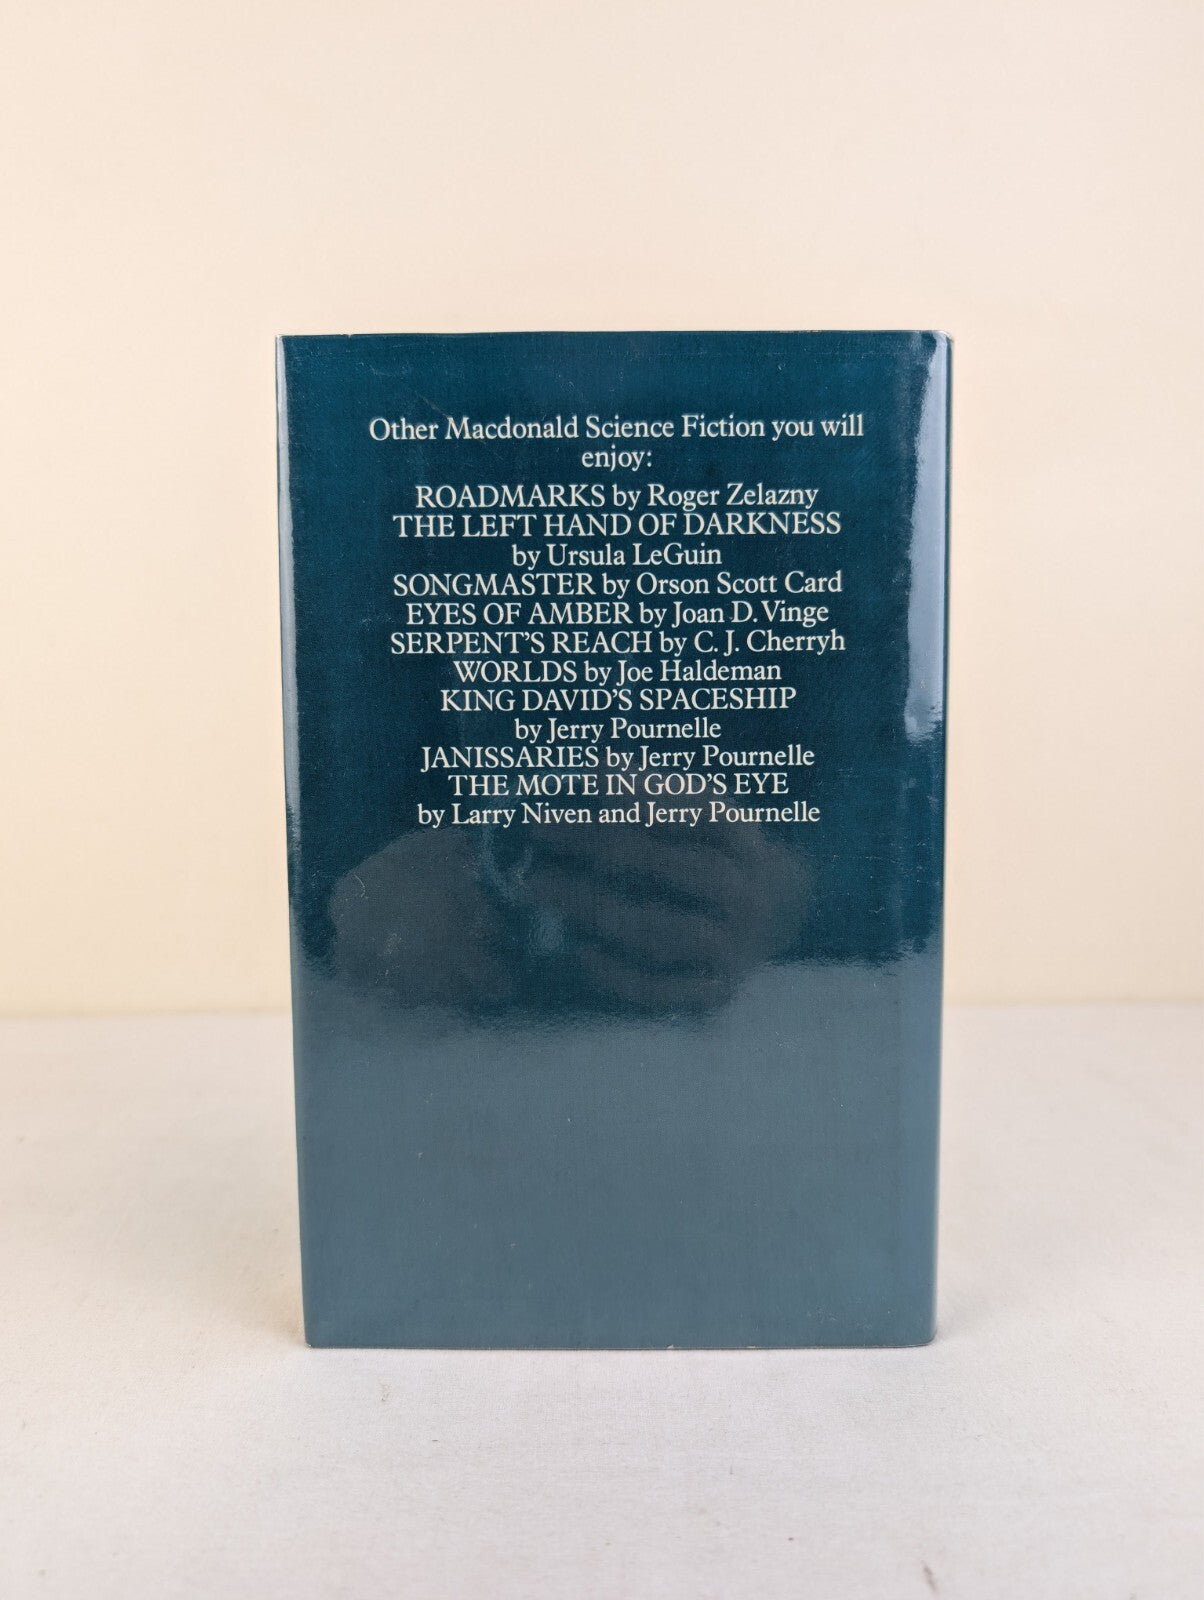 Other Macdonald Science Fiction you will
enjoy:
ROADMARKS by Roger Zelazny
THE LEFT HAND OF DARKNESS
by Ursula LeGuin
SONGMASTER by Orson Scott Card
EYES OF AMBER by Joan D. Vinge
SERPENT'S REACH by C. J. Cherryh
WORLDS by Joe Haldeman
KING DAVID'S SPACESHIP
by Jerry Pournelle
JANISSARIES by Jerry Pournelle
THE MOTE IN GOD'S EYE
by Larry Niven and Jerry Pournelle